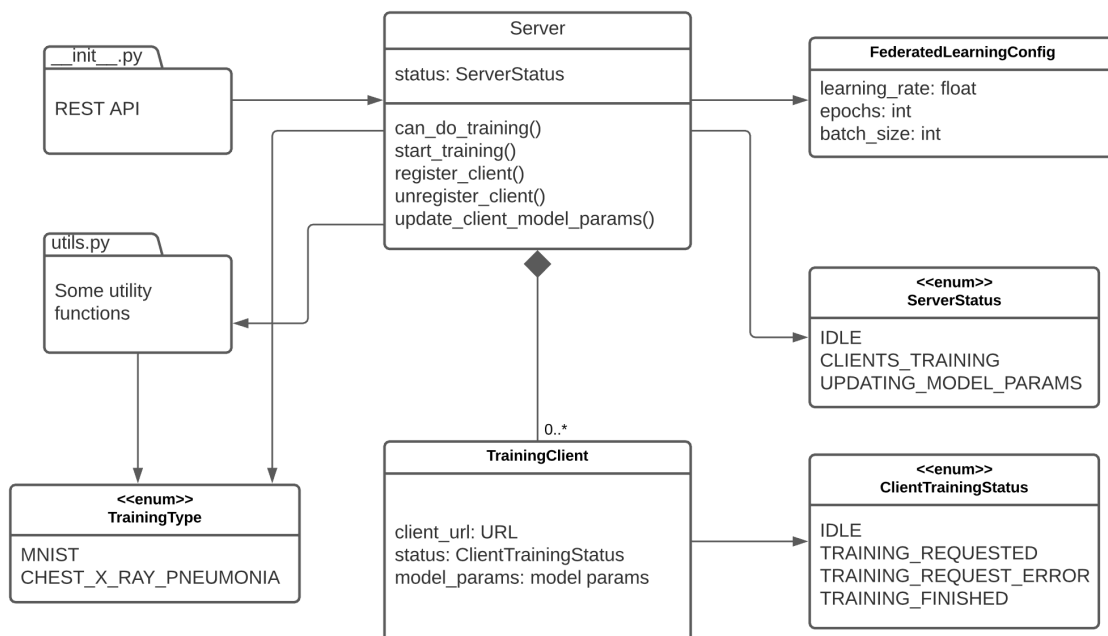 __init__.py
REST API
Server
status: ServerStatus
can_do_training()
start_training()
register_client()
unregister_client()
update_client_model_params()
FederatedLearningConfig
learning_rate: float
epochs: int
batch_size: int
utils.py
Some utility
functions
<<enum>>
ServerStatus
IDLE
CLIENTS_TRAINING
UPDATING_MODEL_PARAMS
0..*
<<enum>>
TrainingType
MNIST
CHEST_X_RAY_PNEUMONIA
TrainingClient
client_url: URL
status: ClientTrainingStatus
model_params: model params
<<enum>>
ClientTrainingStatus
IDLE
TRAINING_REQUESTED
TRAINING_REQUEST_ERROR
TRAINING_FINISHED